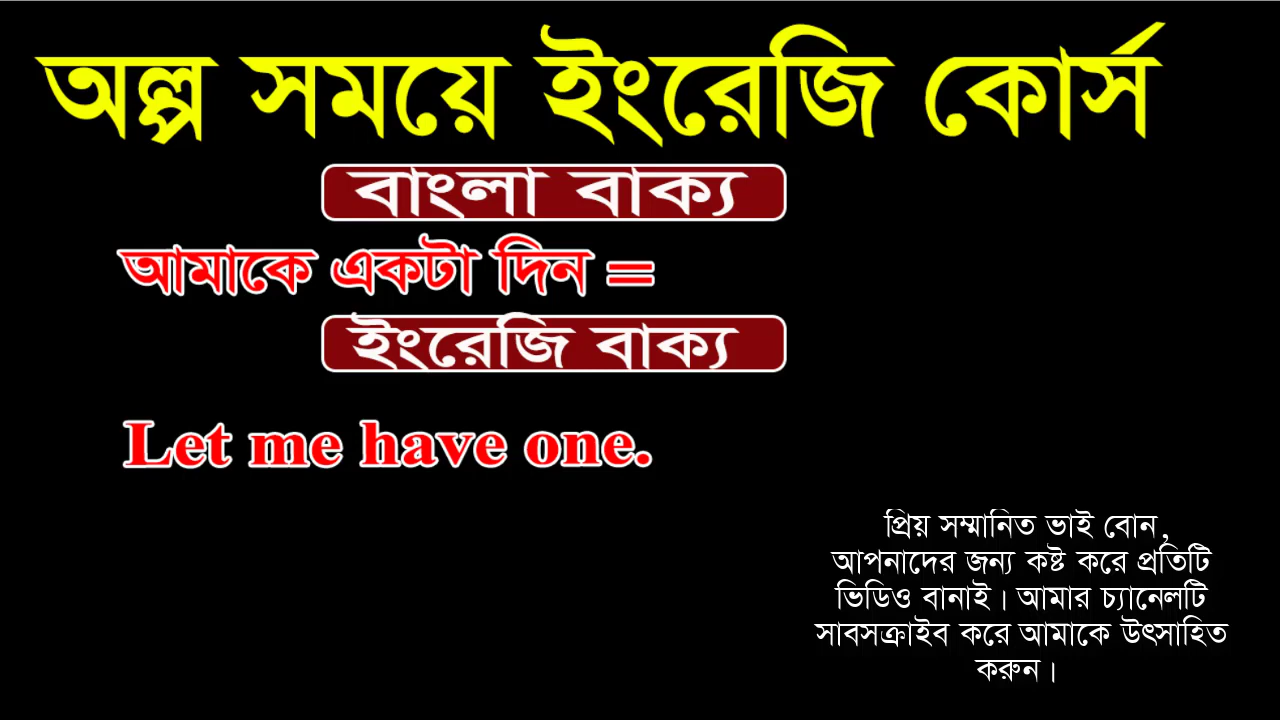 অল্প সময়ে ইংরেজি কোর্স
বাংলা বাক্য
আমাকে একটা দিন =
ইংরেজি বাক্য
Let me have one.
প্রিয় সম্মানিত ভাই বোন,
আপনাদের জন্য কষ্ট করে প্রতিটি
ভিডিও বানাই। আমার চ্যানেলটি
সাবসক্রাইব করে আমাকে উৎসাহিত
করুন।